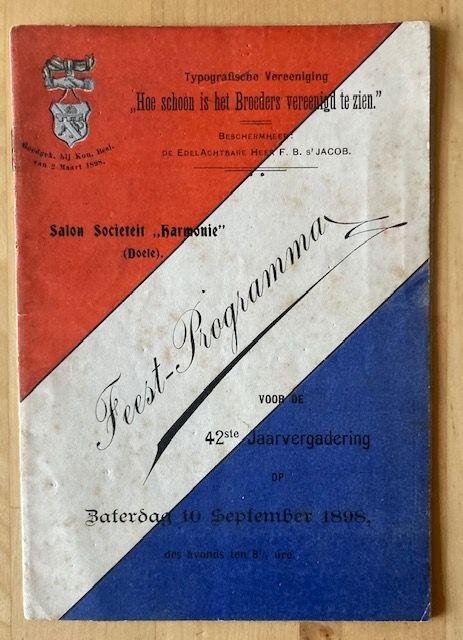 Typografische Vereeniging
„Hoe schoon is het Broeders vereenigd te zien.”
Beschermheer:
de EdelAchtbare Heer F. B. s’Jacob.
Goedgek. bij Kon. Besl.
van 2 Maart 1898.
Salon Societeit „Harmonie”
(Doele).
Feest-Programma
VOOR DE
42ste Jaarvergadering
OP
Zaterdag 10 September 1898,
des avonds ten 8½ ure.